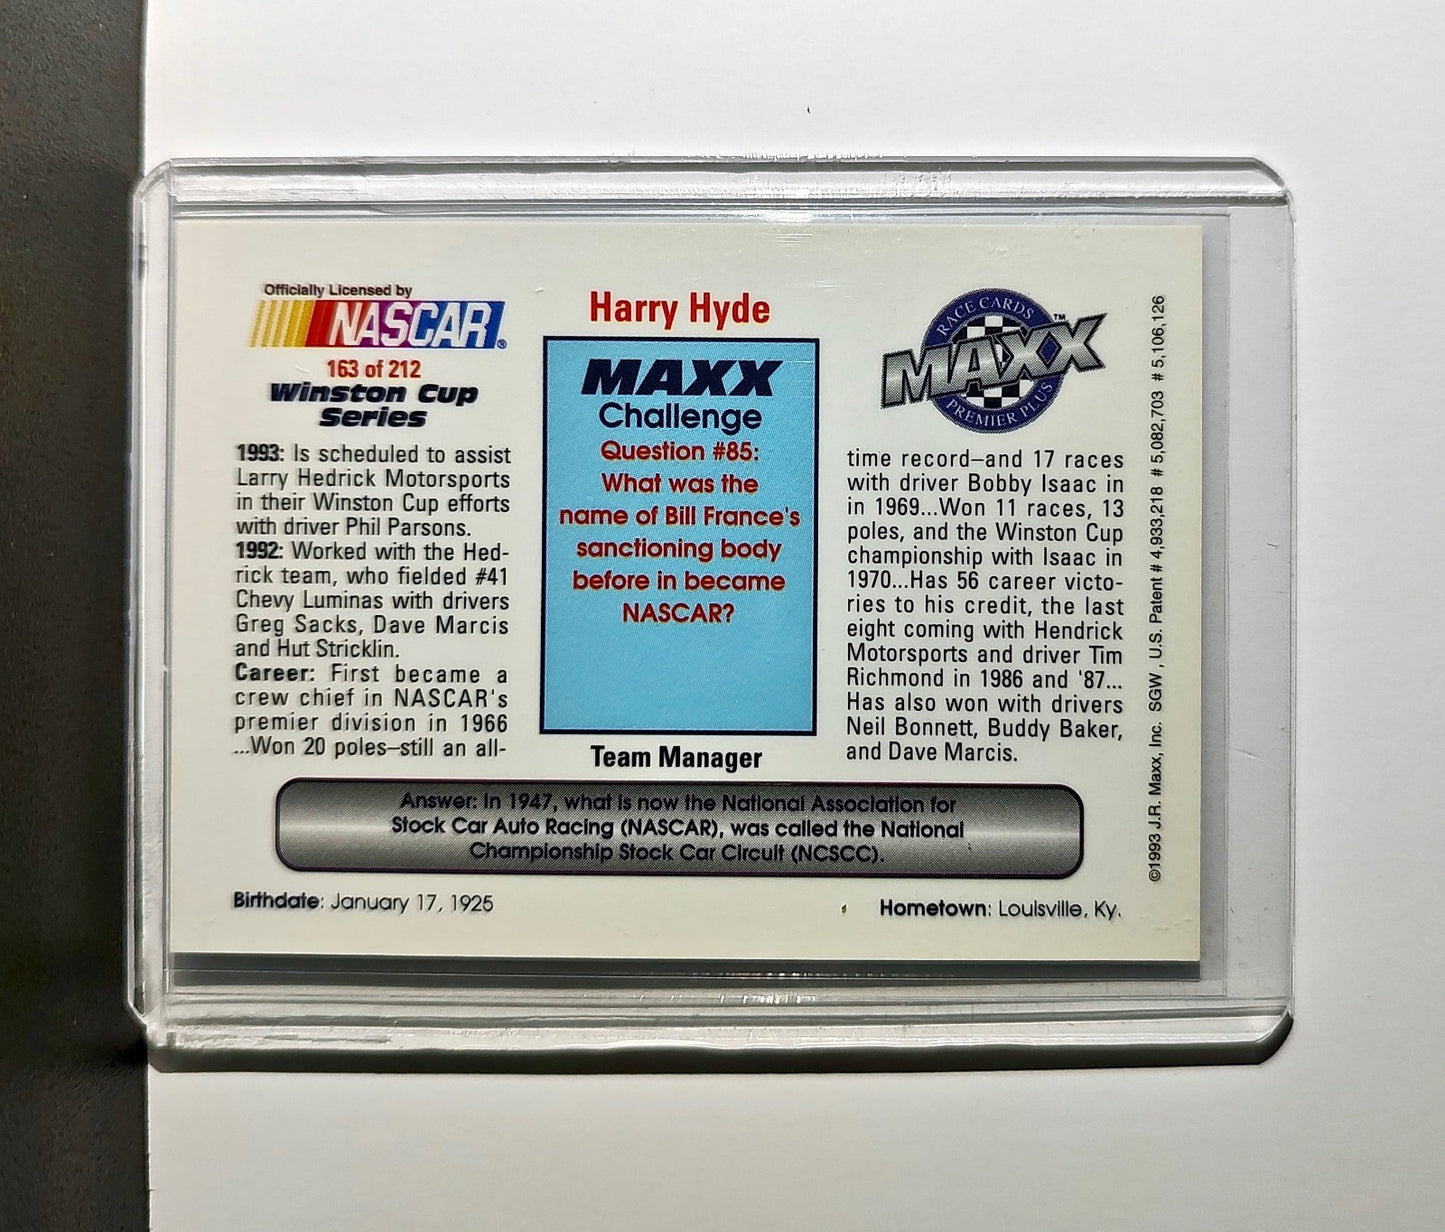 Officially Licensed by
NASCAR®
163 of 212
Winston Cup
Series
1993: Is scheduled to assist
Larry Hedrick Motorsports
in their Winston Cup efforts
with driver Phil Parsons.
1992: Worked with the Hed-
rick team, who fielded #41
Chevy Luminas with drivers
Greg Sacks, Dave Marcis
and Hut Stricklin.
Career: First became a
crew chief in NASCAR's
premier division in 1966
...Won 20 poles–still an all-
Harry Hyde
MAXX
Challenge
Question #85:
What was the
name of Bill France's
sanctioning body
before in became
NASCAR?
Team Manager
RACE CARDS
MAXX™
PREMIER PLUS
time record–and 17 races
with driver Bobby Isaac in
in 1969...Won 11 races, 13
poles, and the Winston Cup
championship with Isaac in
1970...Has 56 career victo-
ries to his credit, the last
eight coming with Hendrick
Motorsports and driver Tim
Richmond in 1986 and '87...
Has also won with drivers
Neil Bonnett, Buddy Baker,
and Dave Marcis.
Answer: In 1947, what is now the National Association for
Stock Car Auto Racing (NASCAR), was called the National
Championship Stock Car Circuit (NCSCC).
Birthdate: January 17, 1925
Hometown: Louisville, Ky.
©1993 J.R. Maxx, Inc. SGW, U.S. Patent # 4,933,218 # 5,082,703 # 5,106,126